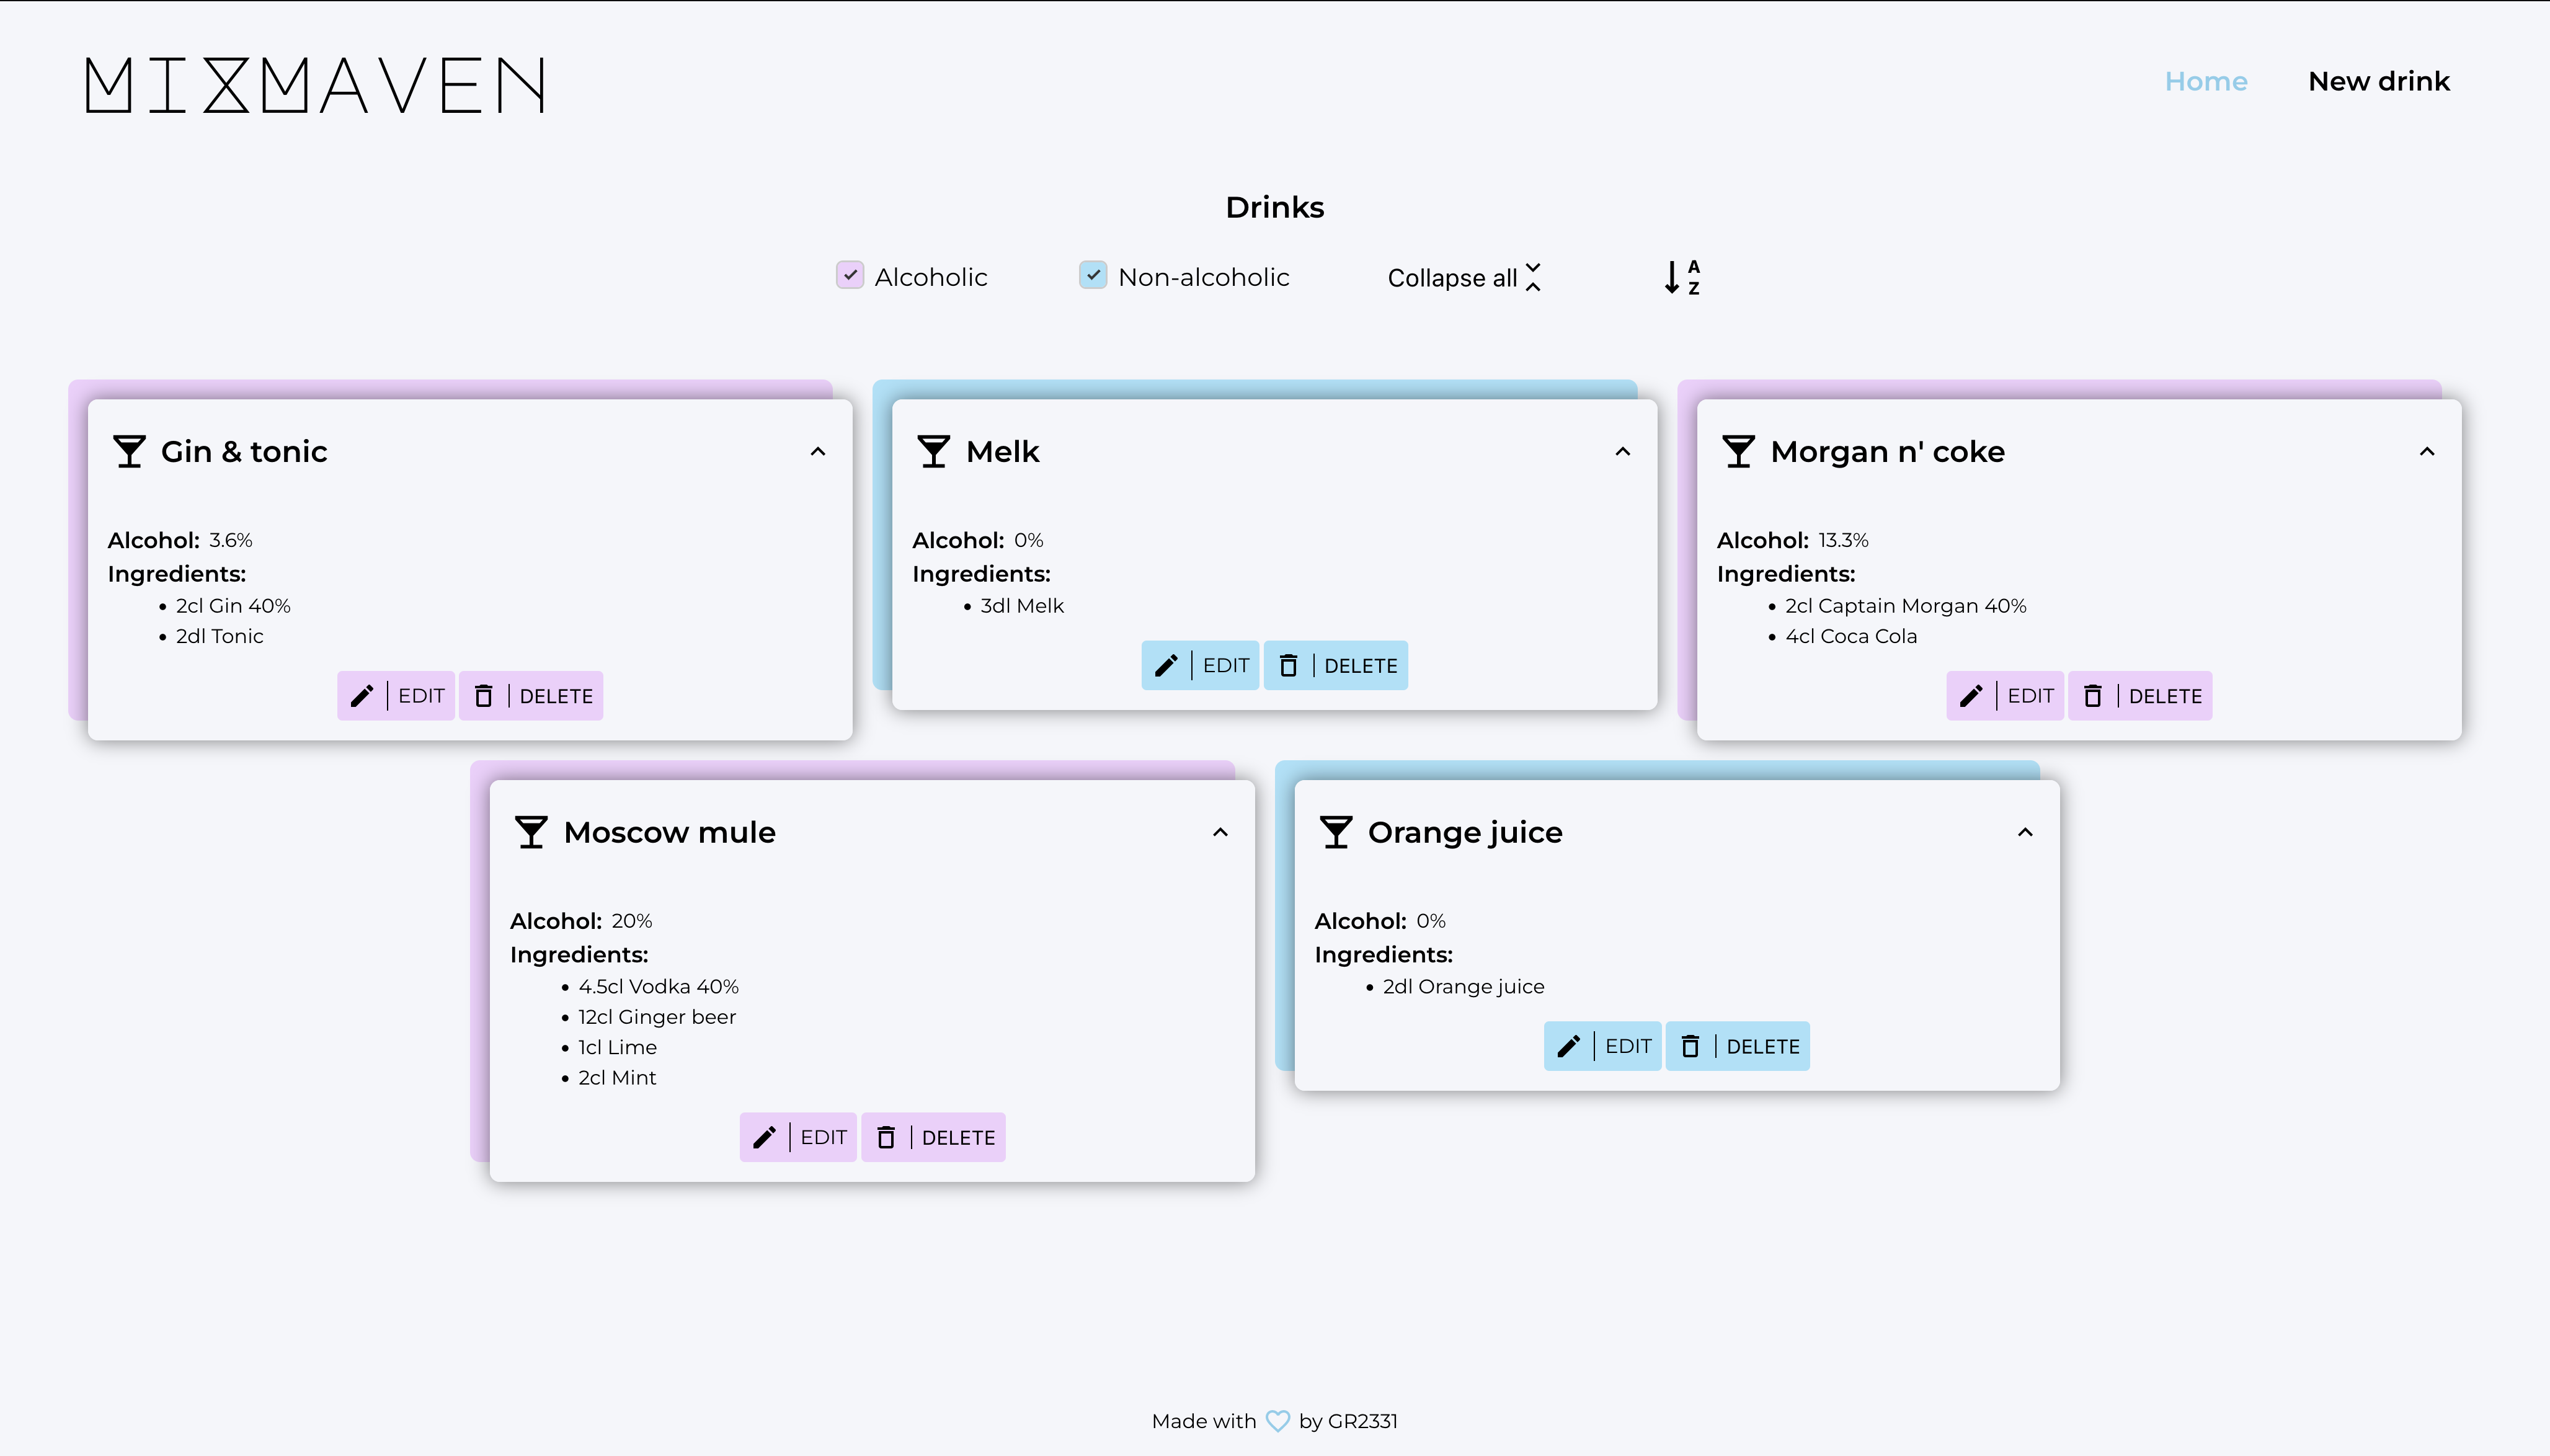 MIXMAVEN
Home New drink
Drinks
Alcoholic Non-alcoholic Collapse all A Z
Gin & tonic
Alcohol: 3.6%
Ingredients:
• 2cl Gin 40%
• 2dl Tonic
EDIT | DELETE
Melk
Alcohol: 0%
Ingredients:
• 3dl Melk
EDIT | DELETE
Morgan n' coke
Alcohol: 13.3%
Ingredients:
• 2cl Captain Morgan 40%
• 4cl Coca Cola
EDIT | DELETE
Moscow mule
Alcohol: 20%
Ingredients:
• 4.5cl Vodka 40%
• 12cl Ginger beer
• 1cl Lime
• 2cl Mint
EDIT | DELETE
Orange juice
Alcohol: 0%
Ingredients:
• 2dl Orange juice
EDIT | DELETE
Made with ♡ by GR2331